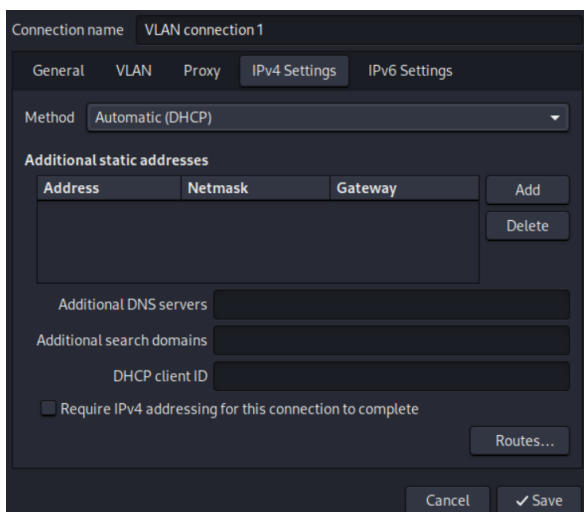 Connection name VLAN connection 1
General VLAN Proxy IPv4 Settings IPv6 Settings
Method Automatic (DHCP)
Additional static addresses
Address Netmask Gateway Add
Delete
Additional DNS servers
Additional search domains
DHCP client ID
Require IPv4 addressing for this connection to complete
Routes...
Cancel Save